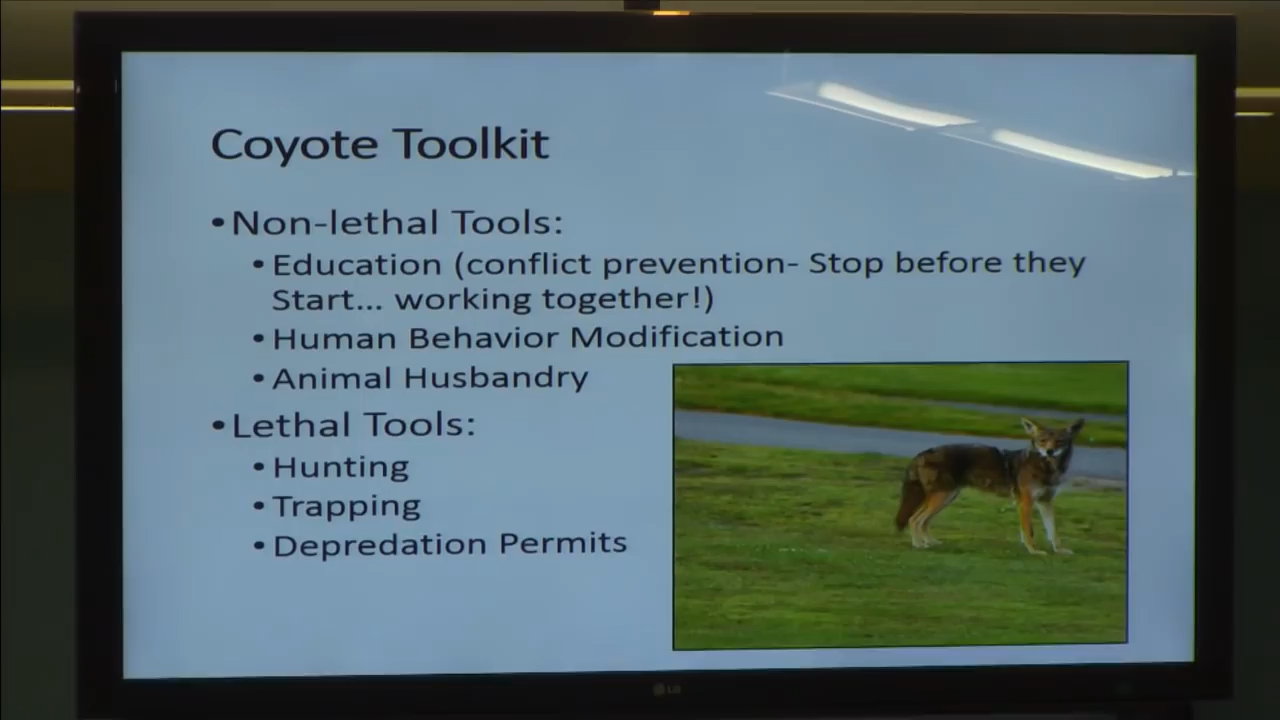 Coyote Toolkit
• Non-lethal Tools:
• Education (conflict prevention- Stop before they
Start... working together!)
• Human Behavior Modification
• Animal Husbandry
• Lethal Tools:
• Hunting
• Trapping
• Depredation Permits
LG